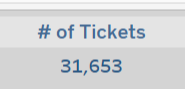 # of Tickets
31,653